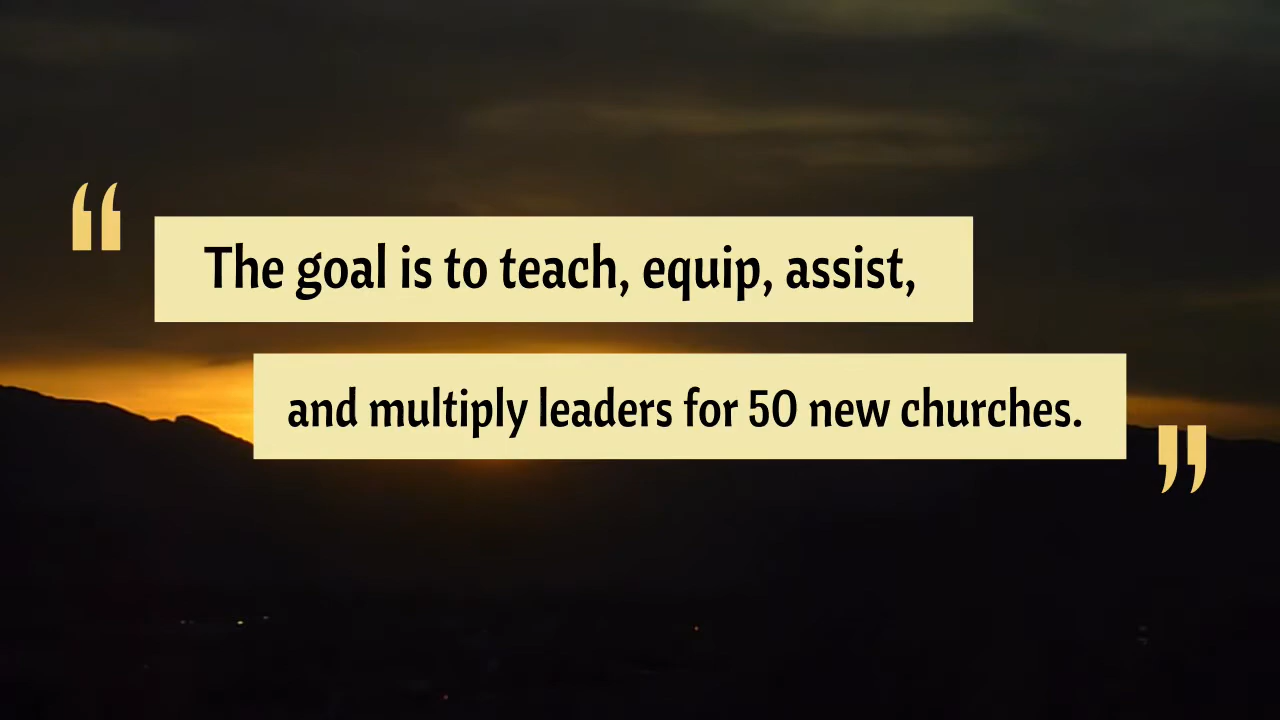 “
The goal is to teach, equip, assist,
and multiply leaders for 50 new churches.
”